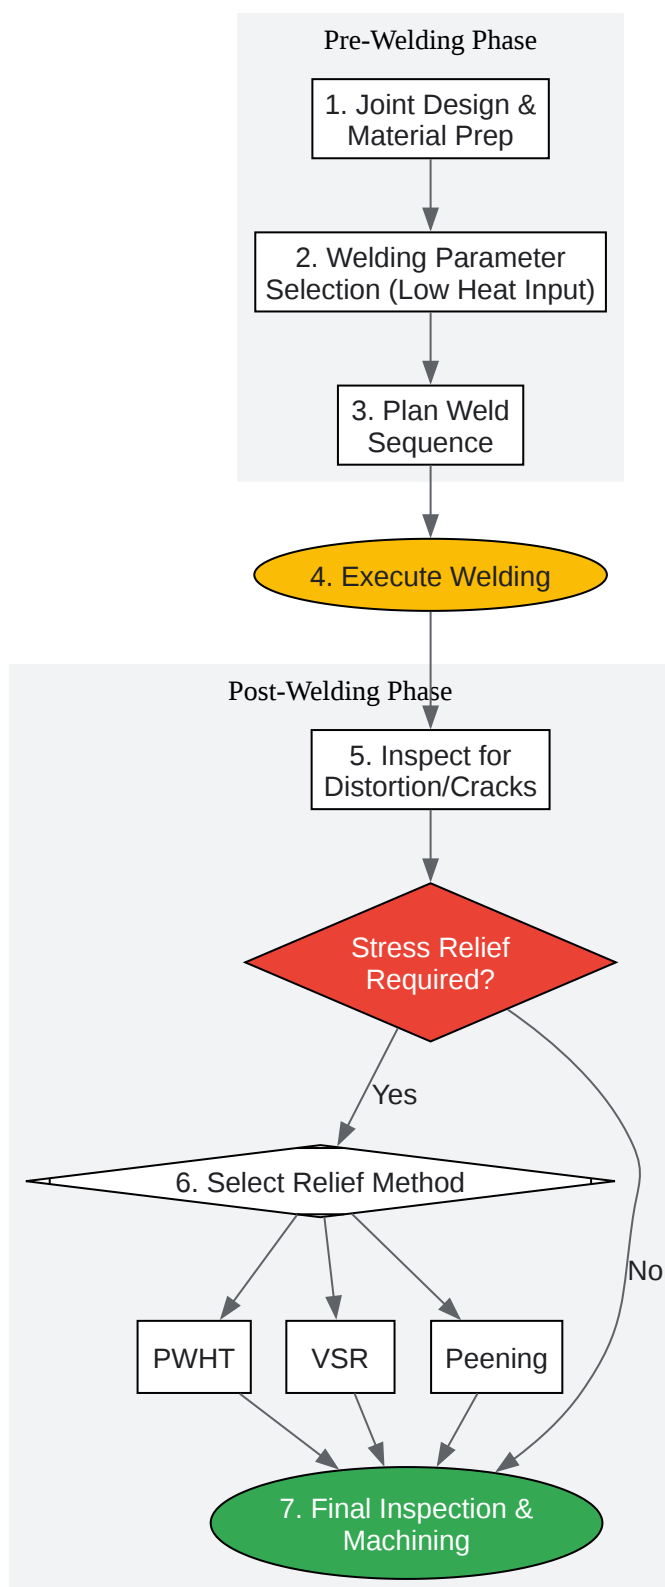 Pre-Welding Phase
1. Joint Design &
Material Prep
2. Welding Parameter
Selection (Low Heat Input)
3. Plan Weld
Sequence
4. Execute Welding
Post-Welding Phase
5. Inspect for
Distortion/Cracks
Stress Relief
Required?
Yes
6. Select Relief Method
No
PWHT
VSR
Peening
7. Final Inspection &
Machining